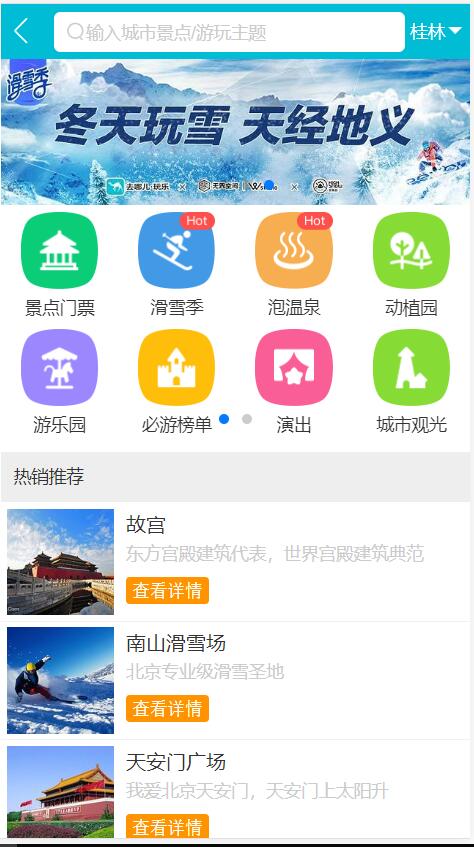 输入城市景点/游玩主题
桂林
滑雪季
冬天玩雪 天经地义
去哪儿·玩乐 × 无界空间 ×
Hot
Hot
景点门票
滑雪季
泡温泉
动植园
游乐园
必游榜单
演出
城市观光
热销推荐
故宫
东方宫殿建筑代表，世界宫殿建筑典范
查看详情
南山滑雪场
北京专业级滑雪圣地
查看详情
天安门广场
我爱北京天安门，天安门上太阳升
查看详情